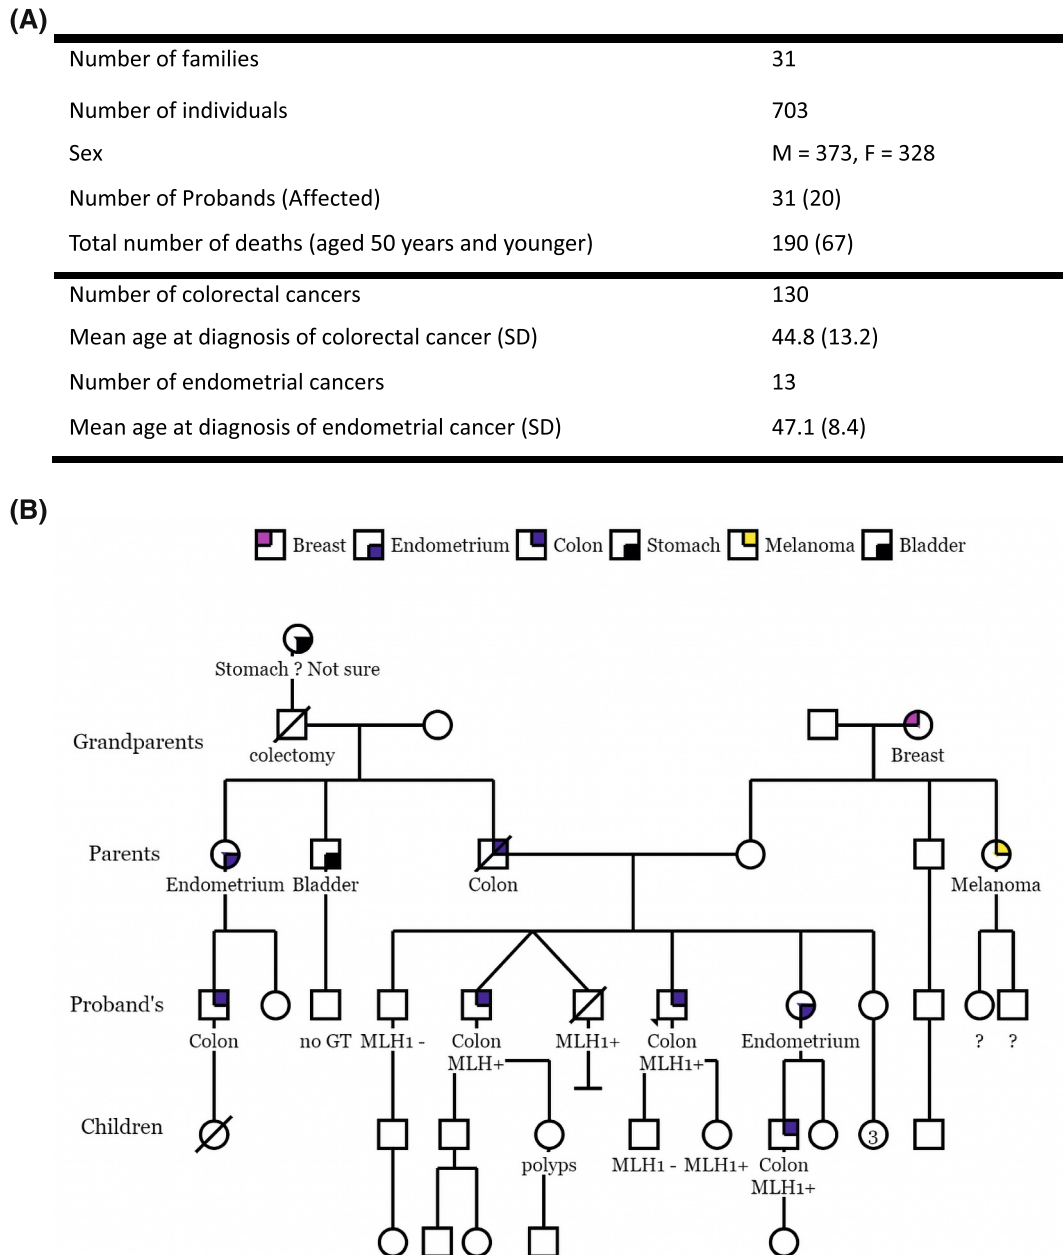 (A)
Number of families 31
Number of individuals 703
Sex M = 373, F = 328
Number of Probands (Affected) 31 (20)
Total number of deaths (aged 50 years and younger) 190 (67)
Number of colorectal cancers 130
Mean age at diagnosis of colorectal cancer (SD) 44.8 (13.2)
Number of endometrial cancers 13
Mean age at diagnosis of endometrial cancer (SD) 47.1 (8.4)
(B)
Breast Endometrium Colon Stomach Melanoma Bladder
Stomach ? Not sure
Grandparents
colectomy Breast
Parents
Endometrium Bladder Colon Melanoma
Proband's
Colon no GT MLH1 - Colon MLH1+ Colon Endometrium ? ?
MLH+ MLH1+
Children
3
polyps MLH1 - MLH1+ Colon
MLH1+